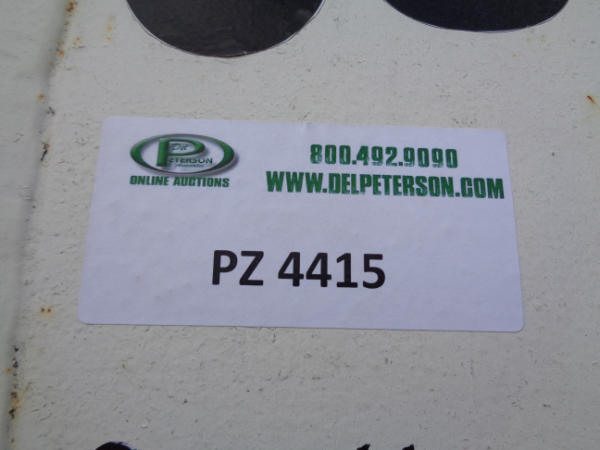 Del
PETERSON
ONLINE AUCTIONS
800.492.9090
WWW.DELPETERSON.COM
PZ 4415